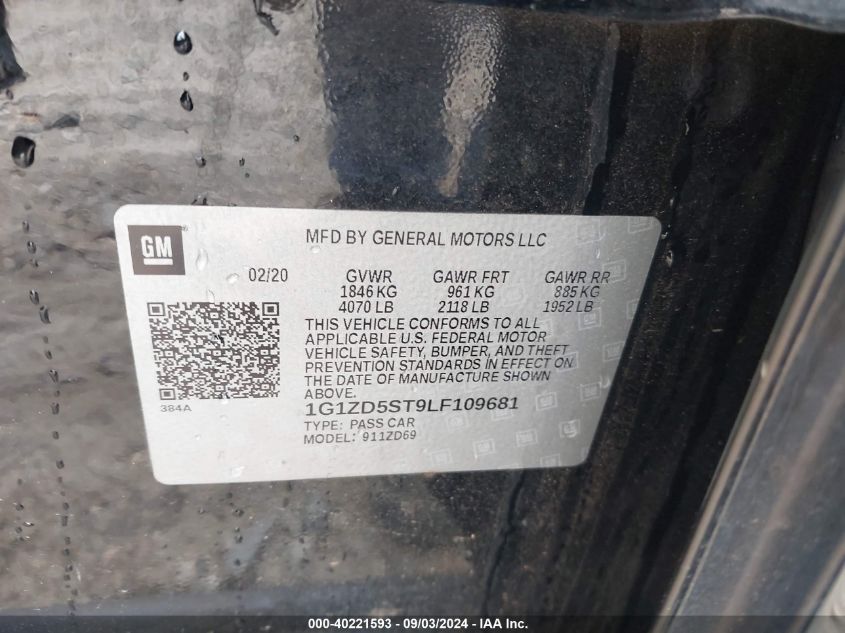 GM
MFD BY GENERAL MOTORS LLC
02/20 GVWR GAWR FRT GAWR RR
1846 KG 961 KG 885 KG
4070 LB 2118 LB 1952 LB
THIS VEHICLE CONFORMS TO ALL
APPLICABLE U.S. FEDERAL MOTOR
VEHICLE SAFETY, BUMPER, AND THEFT
PREVENTION STANDARDS IN EFFECT ON
THE DATE OF MANUFACTURE SHOWN
ABOVE.
384A
1G1ZD5ST9LF109681
TYPE: PASS CAR
MODEL: 911ZD69
000-40221593 - 09/03/2024 - IAA Inc.